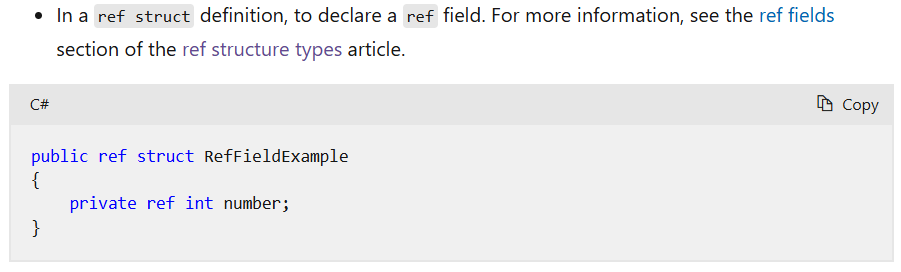 In a ref struct definition, to declare a ref field. For more information, see the ref fields
section of the ref structure types article.
C#
Copy
public ref struct RefFieldExample
{
    private ref int number;
}